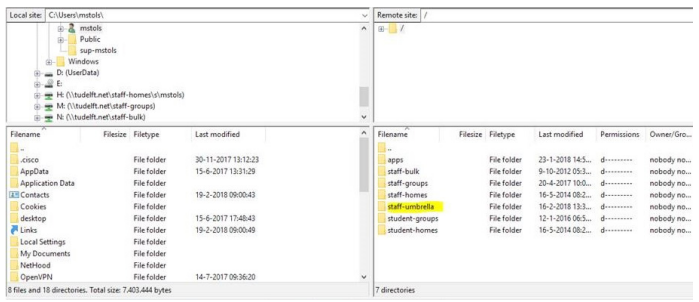 Local site: C:\Users\mstols\
mstols
Public
sup-mstols
Windows
D: (UserData)
E:
H: (\\tudelft.net\staff-homes\s\mstols)
M: (\\tudelft.net\staff-groups)
N: (\\tudelft.net\staff-bulk)
Filename Filesize Filetype Last modified
..
.cisco File folder 30-11-2017 13:12:23
AppData File folder 15-6-2017 13:31:29
Application Data File folder
Contacts File folder 19-2-2018 09:00:43
Cookies File folder
desktop File folder 15-6-2017 17:48:43
Links File folder 19-2-2018 09:00:49
Local Settings File folder
My Documents File folder
NetHood File folder
OpenVPN File folder 14-7-2017 09:36:20
8 files and 18 directories. Total size: 7.403.444 bytes
Remote site: /
/
Filename Filesize Filetype Last modified Permissions Owner/Gro...
..
apps File folder 23-1-2018 14:5... d--------- nobody no...
staff-bulk File folder 9-10-2012 05:3... d--------- nobody no...
staff-groups File folder 20-4-2017 10:0... d--------- nobody no...
staff-homes File folder 16-5-2014 08:2... d--------- nobody no...
staff-umbrella File folder 16-2-2018 13:3... d--------- nobody no...
student-groups File folder 12-1-2016 06:5... d--------- nobody no...
student-homes File folder 16-5-2014 08:2... d--------- nobody no...
7 directories